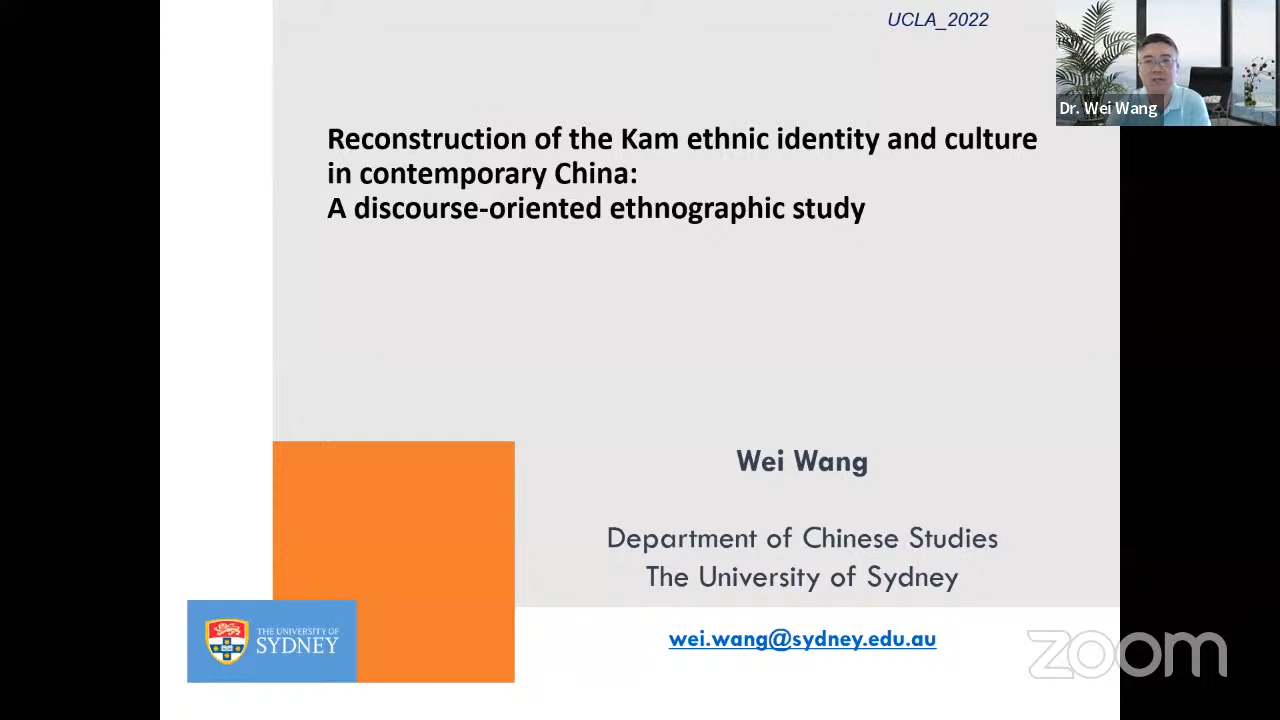 UCLA_2022
Dr. Wei Wang
Reconstruction of the Kam ethnic identity and culture
in contemporary China:
A discourse-oriented ethnographic study
Wei Wang
Department of Chinese Studies
The University of Sydney
THE UNIVERSITY OF
SYDNEY
wei.wang@sydney.edu.au
zoom